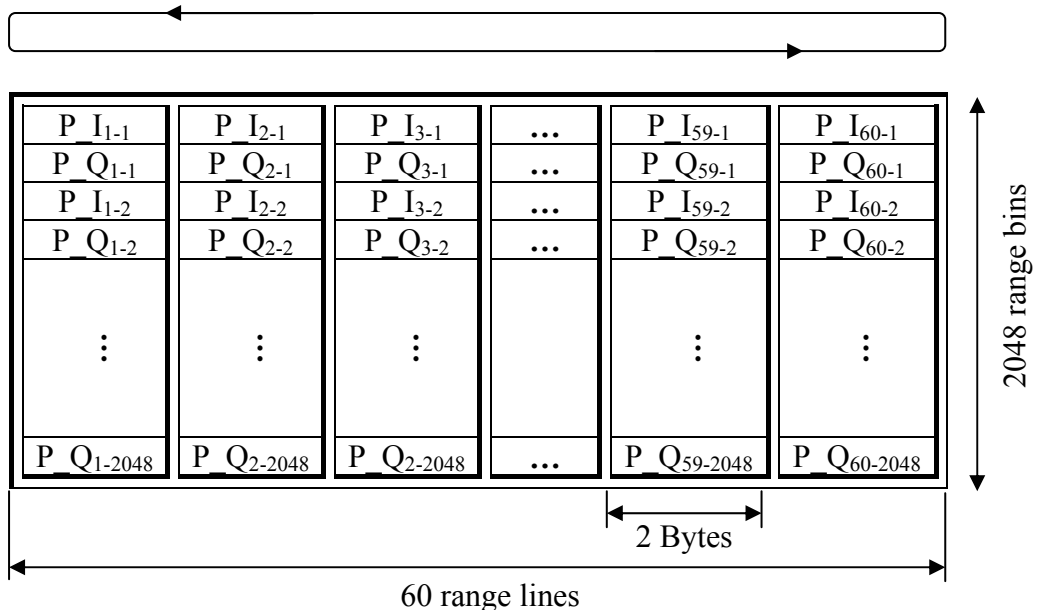 P_I1-1 P_I2-1 P_I3-1 ... P_I59-1 P_I60-1
P_Q1-1 P_Q2-1 P_Q3-1 ... P_Q59-1 P_Q60-1
P_I1-2 P_I2-2 P_I3-2 ... P_I59-2 P_I60-2
P_Q1-2 P_Q2-2 P_Q3-2 ... P_Q59-2 P_Q60-2
⋮ ⋮ ⋮ ⋮ ⋮
P_Q1-2048 P_Q2-2048 P_Q2-2048 ... P_Q59-2048 P_Q60-2048
2048 range bins
2 Bytes
60 range lines